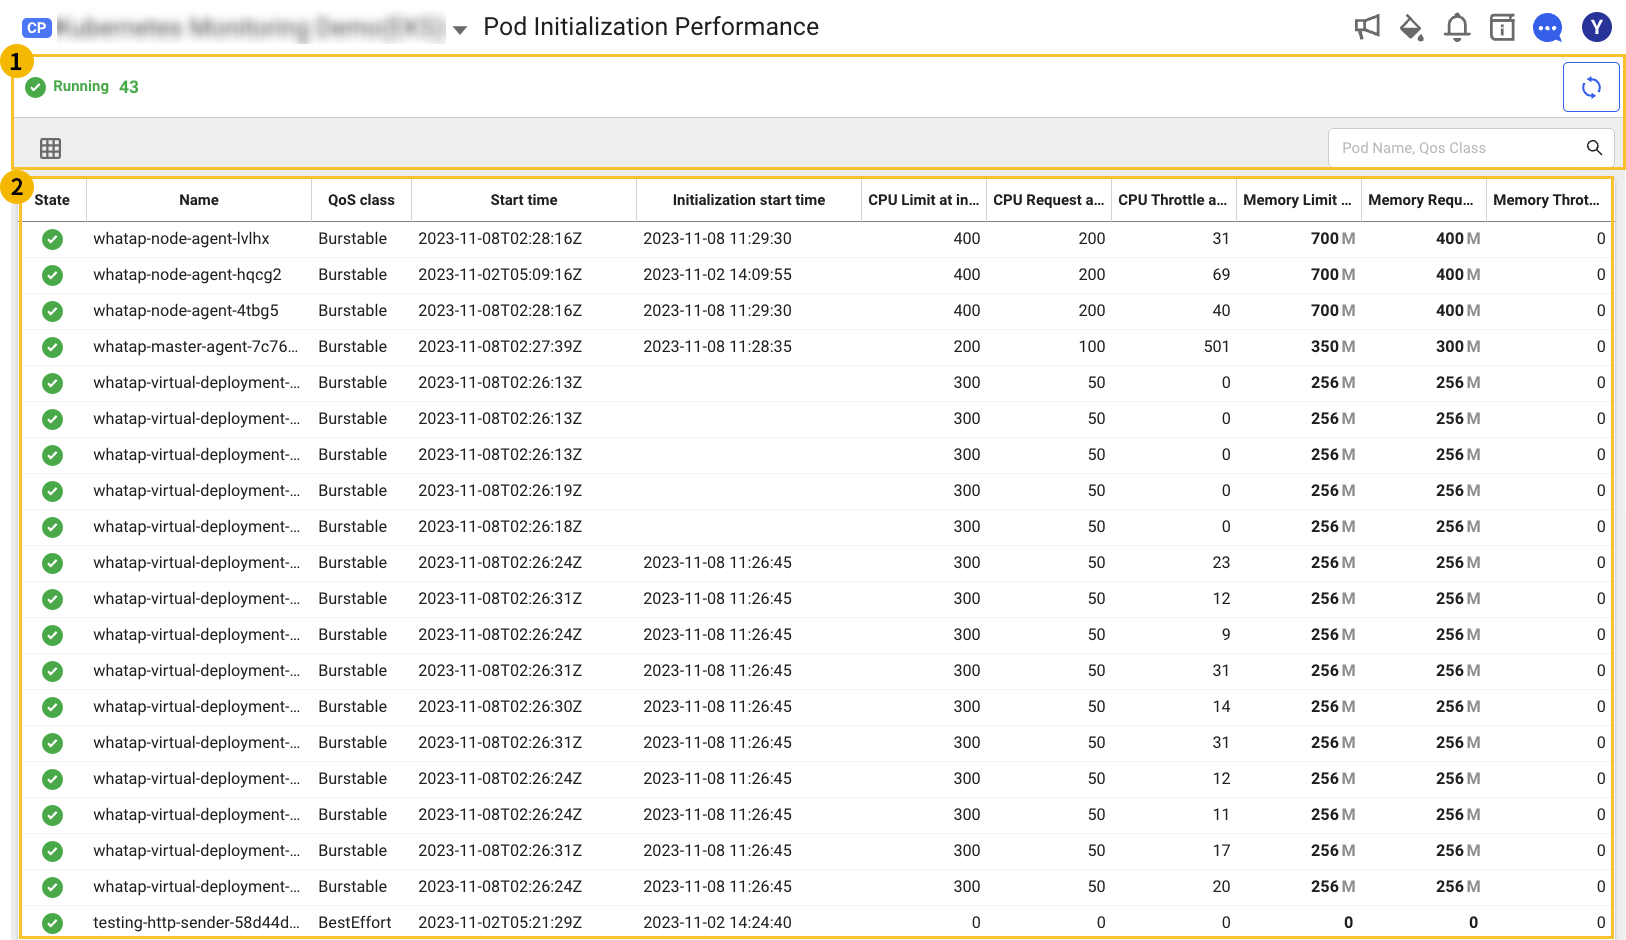 CP Kubernetes Monitoring Demo(EKS) Pod Initialization Performance Y
1
Running 43
Pod Name, Qos Class
2
State Name QoS class Start time Initialization start time CPU Limit at in... CPU Request a... CPU Throttle a... Memory Limit ... Memory Requ... Memory Throt...
whatap-node-agent-lvlhx Burstable 2023-11-08T02:28:16Z 2023-11-08 11:29:30 400 200 31 700 M 400 M 0
whatap-node-agent-hqcg2 Burstable 2023-11-02T05:09:16Z 2023-11-02 14:09:55 400 200 69 700 M 400 M 0
whatap-node-agent-4tbg5 Burstable 2023-11-08T02:28:16Z 2023-11-08 11:29:30 400 200 40 700 M 400 M 0
whatap-master-agent-7c76... Burstable 2023-11-08T02:27:39Z 2023-11-08 11:28:35 200 100 501 350 M 300 M 0
whatap-virtual-deployment-... Burstable 2023-11-08T02:26:13Z 300 50 0 256 M 256 M 0
whatap-virtual-deployment-... Burstable 2023-11-08T02:26:13Z 300 50 0 256 M 256 M 0
whatap-virtual-deployment-... Burstable 2023-11-08T02:26:13Z 300 50 0 256 M 256 M 0
whatap-virtual-deployment-... Burstable 2023-11-08T02:26:19Z 300 50 0 256 M 256 M 0
whatap-virtual-deployment-... Burstable 2023-11-08T02:26:18Z 300 50 0 256 M 256 M 0
whatap-virtual-deployment-... Burstable 2023-11-08T02:26:24Z 2023-11-08 11:26:45 300 50 23 256 M 256 M 0
whatap-virtual-deployment-... Burstable 2023-11-08T02:26:31Z 2023-11-08 11:26:45 300 50 12 256 M 256 M 0
whatap-virtual-deployment-... Burstable 2023-11-08T02:26:24Z 2023-11-08 11:26:45 300 50 9 256 M 256 M 0
whatap-virtual-deployment-... Burstable 2023-11-08T02:26:31Z 2023-11-08 11:26:45 300 50 31 256 M 256 M 0
whatap-virtual-deployment-... Burstable 2023-11-08T02:26:30Z 2023-11-08 11:26:45 300 50 14 256 M 256 M 0
whatap-virtual-deployment-... Burstable 2023-11-08T02:26:31Z 2023-11-08 11:26:45 300 50 31 256 M 256 M 0
whatap-virtual-deployment-... Burstable 2023-11-08T02:26:24Z 2023-11-08 11:26:45 300 50 12 256 M 256 M 0
whatap-virtual-deployment-... Burstable 2023-11-08T02:26:24Z 2023-11-08 11:26:45 300 50 11 256 M 256 M 0
whatap-virtual-deployment-... Burstable 2023-11-08T02:26:31Z 2023-11-08 11:26:45 300 50 17 256 M 256 M 0
whatap-virtual-deployment-... Burstable 2023-11-08T02:26:24Z 2023-11-08 11:26:45 300 50 20 256 M 256 M 0
testing-http-sender-58d44d... BestEffort 2023-11-02T05:21:29Z 2023-11-02 14:24:40 0 0 0 0 0 0